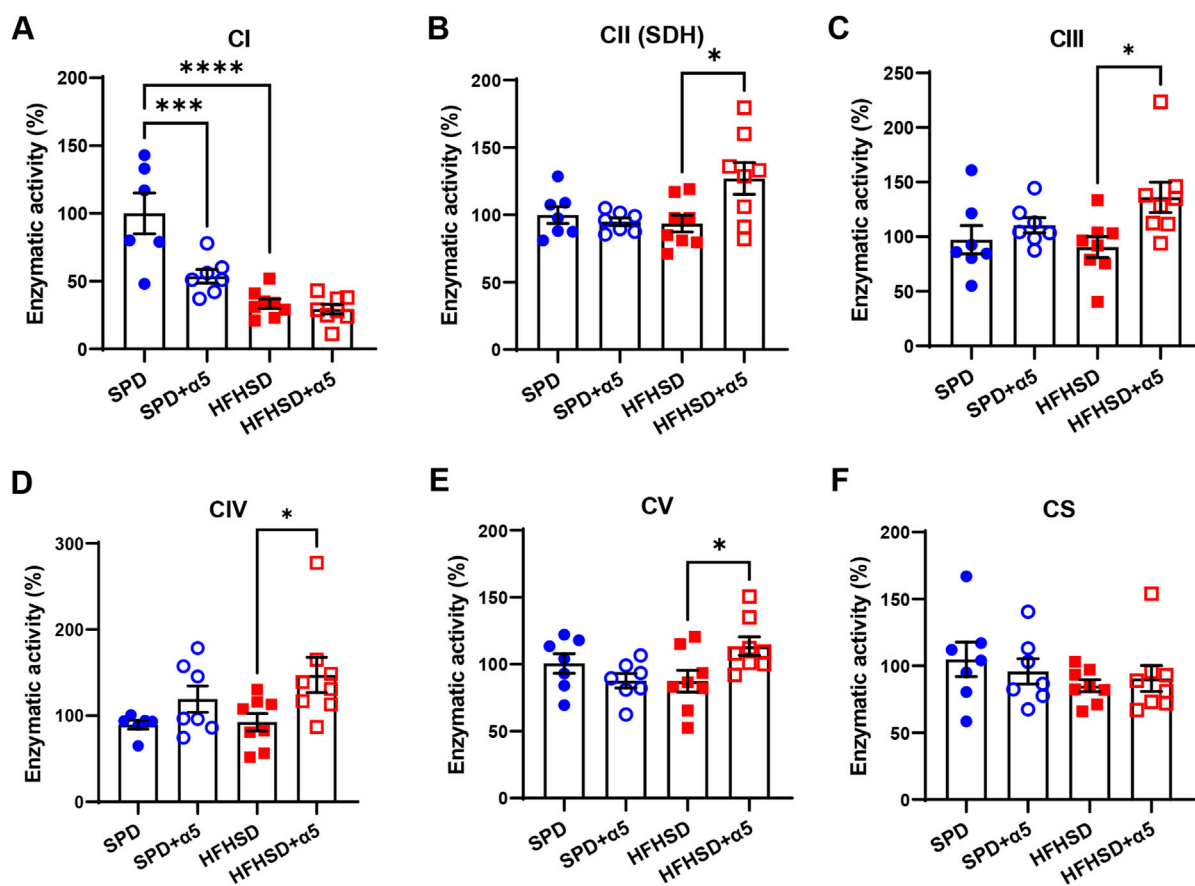 A
CI
Enzymatic activity (%)
200
150
100
50
0
****
***
SPD
SPD+α5
HFHSD
HFHSD+α5
B
CII (SDH)
Enzymatic activity (%)
200
150
100
50
0
*
SPD
SPD+α5
HFHSD
HFHSD+α5
C
CIII
Enzymatic activity (%)
250
200
150
100
50
0
*
SPD
SPD+α5
HFHSD
HFHSD+α5
D
CIV
Enzymatic activity (%)
300
200
100
0
*
SPD
SPD+α5
HFHSD
HFHSD+α5
E
CV
Enzymatic activity (%)
200
150
100
50
0
*
SPD
SPD+α5
HFHSD
HFHSD+α5
F
CS
Enzymatic activity (%)
200
150
100
50
0
SPD
SPD+α5
HFHSD
HFHSD+α5